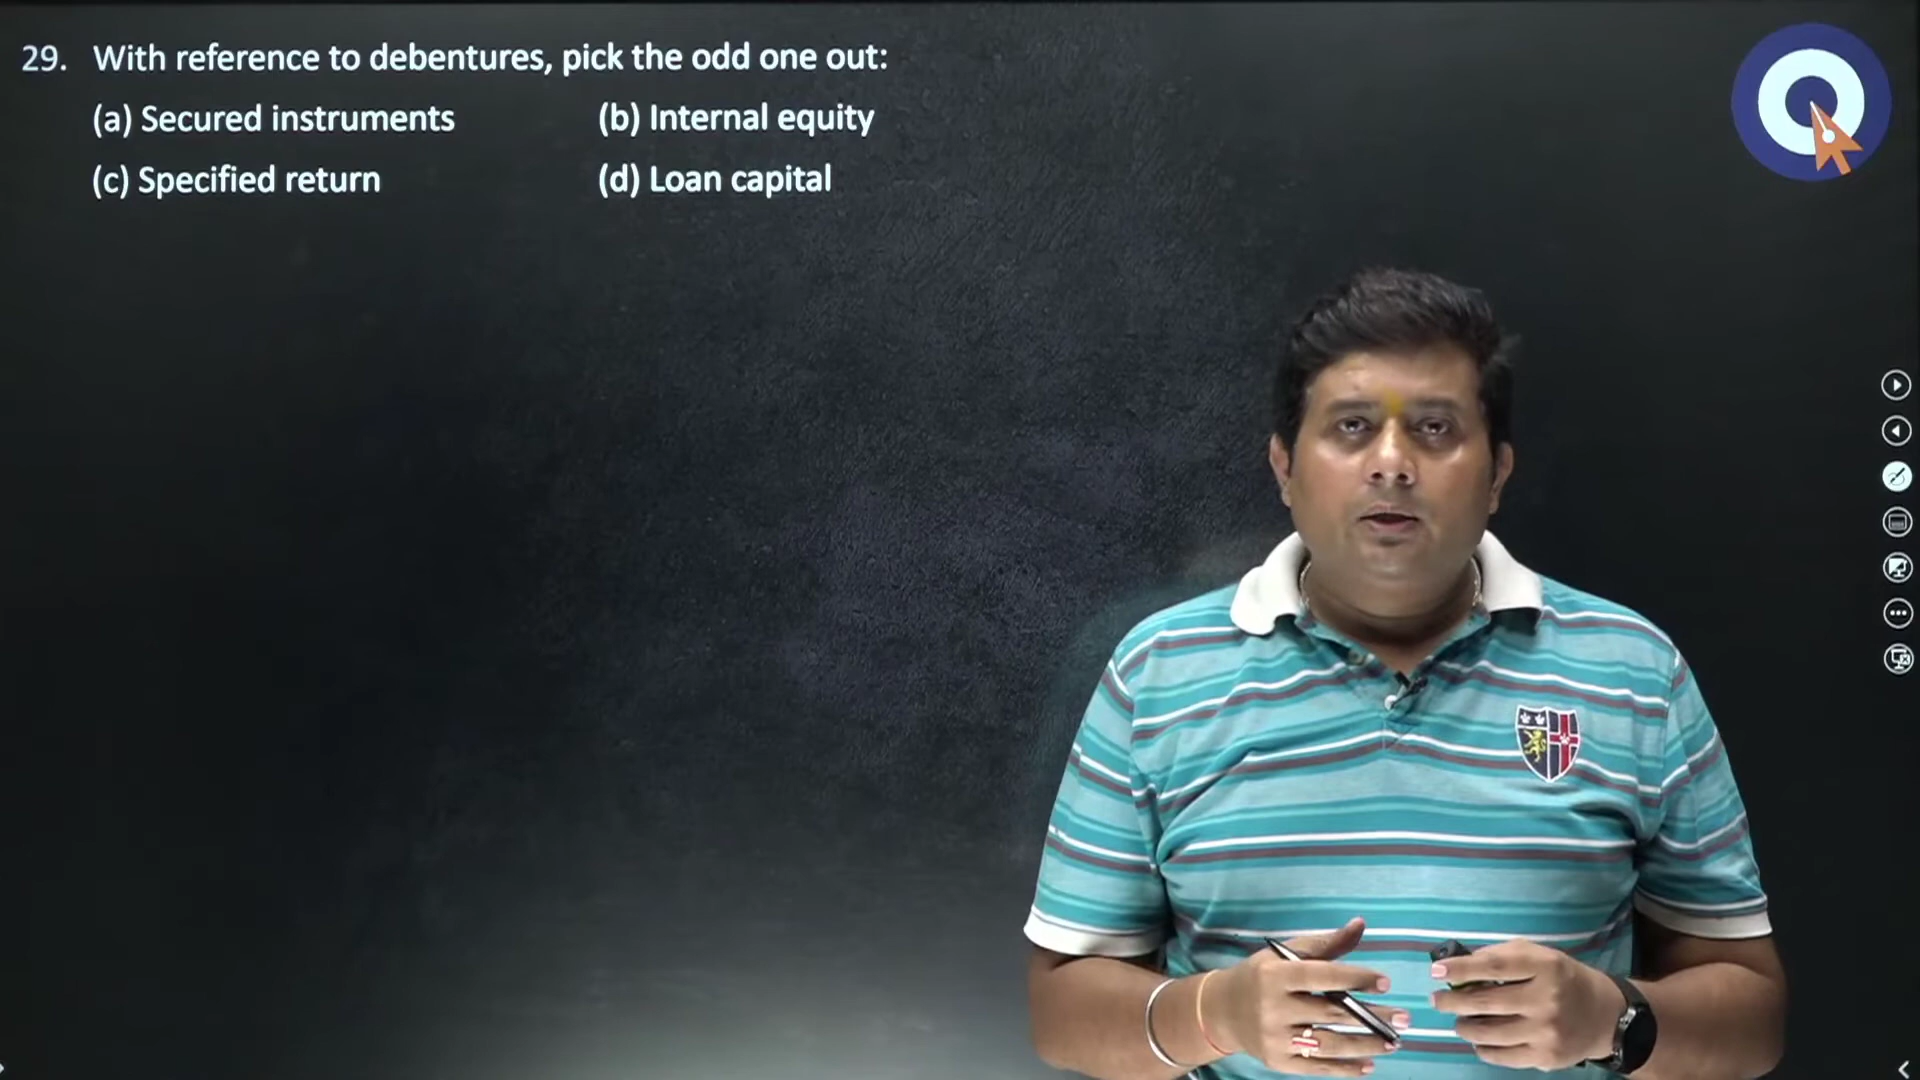 29. With reference to debentures, pick the odd one out:
(a) Secured instruments (b) Internal equity
(c) Specified return (d) Loan capital